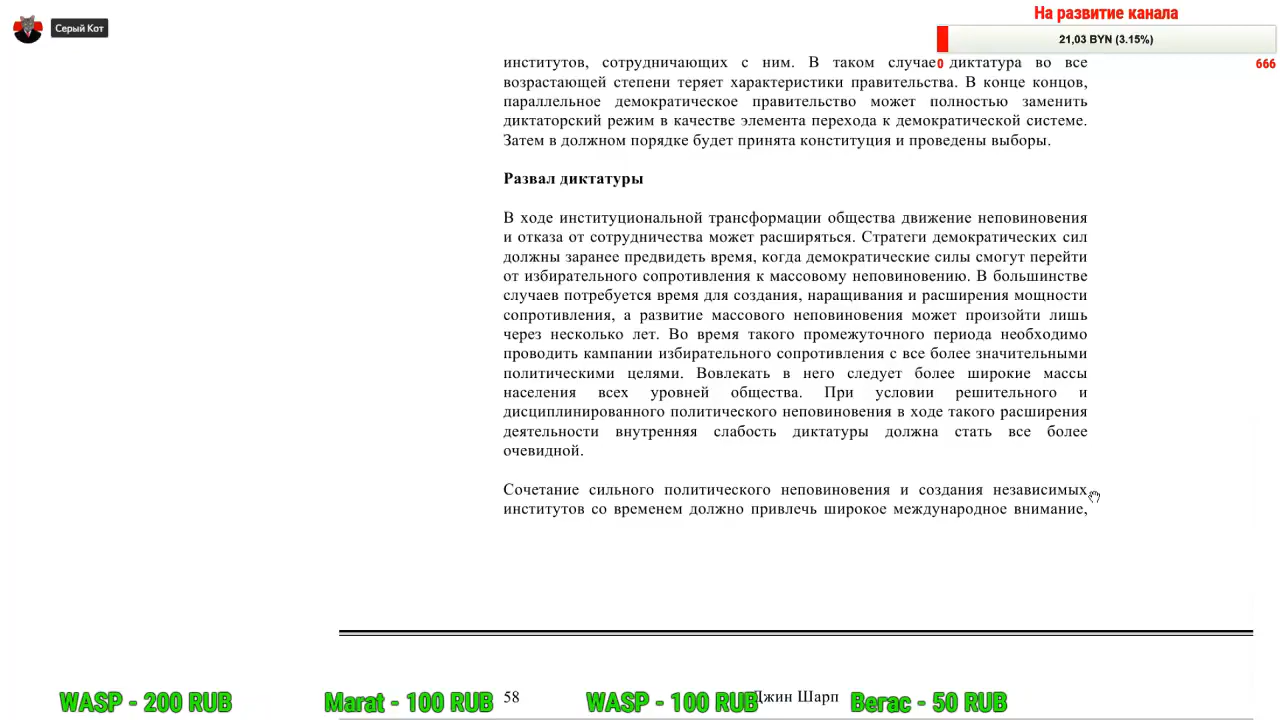 Серый Кот
На развитие канала
21,03 BYN (3.15%)
0
666
институтов, сотрудничающих с ним. В таком случае диктатура во все
возрастающей степени теряет характеристики правительства. В конце концов,
параллельное демократическое правительство может полностью заменить
диктаторский режим в качестве элемента перехода к демократической системе.
Затем в должном порядке будет принята конституция и проведены выборы.
Развал диктатуры
В ходе институциональной трансформации общества движение неповиновения
и отказа от сотрудничества может расширяться. Стратеги демократических сил
должны заранее предвидеть время, когда демократические силы смогут перейти
от избирательного сопротивления к массовому неповиновению. В большинстве
случаев потребуется время для создания, наращивания и расширения мощности
сопротивления, а развитие массового неповиновения может произойти лишь
через несколько лет. Во время такого промежуточного периода необходимо
проводить кампании избирательного сопротивления с все более значительными
политическими целями. Вовлекать в него следует более широкие массы
населения всех уровней общества. При условии решительного и
дисциплинированного политического неповиновения в ходе такого расширения
деятельности внутренняя слабость диктатуры должна стать все более
очевидной.
Сочетание сильного политического неповиновения и создания независимых
институтов со временем должно привлечь широкое международное внимание,
WASP - 200 RUB Marat - 100 RUB 58 WASP - 100 RUB Джин Шарп Вегас - 50 RUB